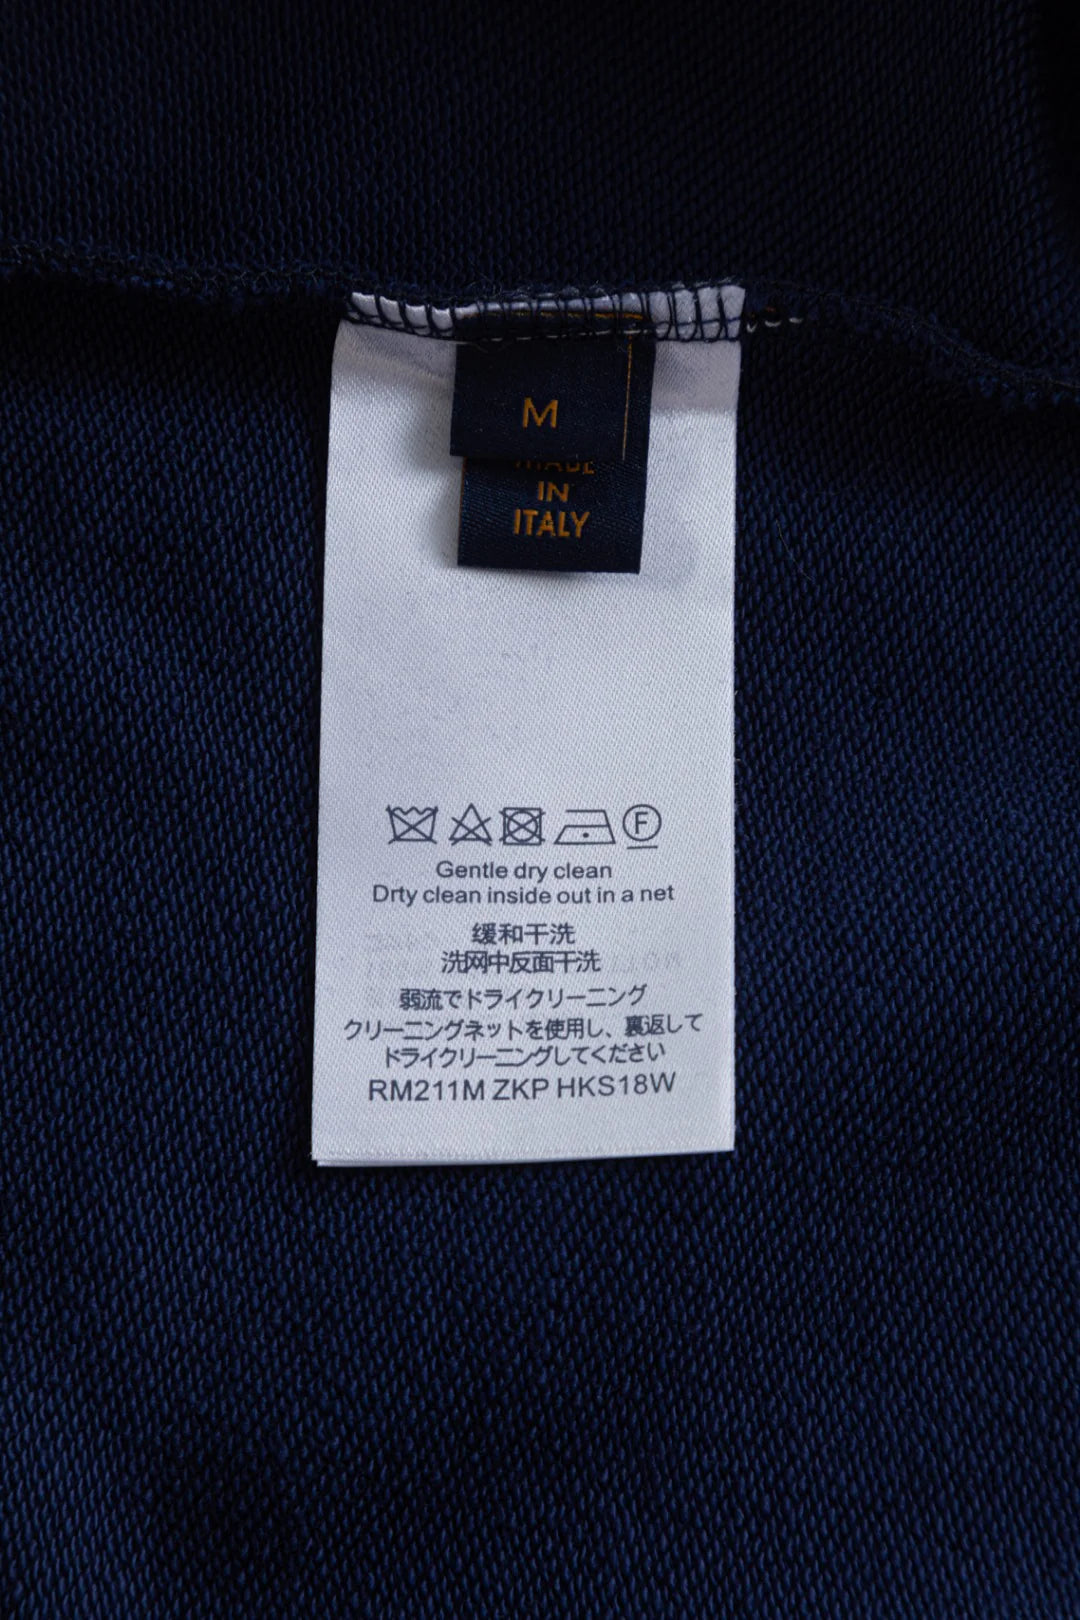 M
MADE
IN
ITALY
F
Gentle dry clean
Drty clean inside out in a net
缓和干洗
洗网中反面干洗
弱流でドライクリーニング
クリーニングネットを使用し、裏返して
ドライクリーニングしてください
RM211M ZKP HKS18W